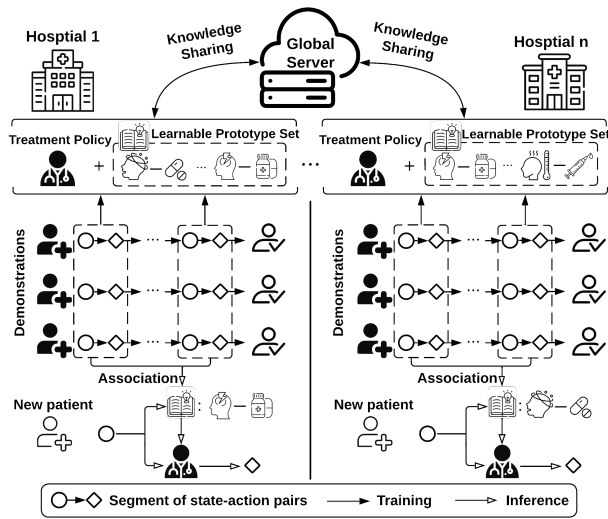 Hosptial 1
Knowledge
Sharing
Global
Server
Knowledge
Sharing
Hosptial n
Treatment Policy
Learnable Prototype Set
+
...
...
Treatment Policy
Learnable Prototype Set
+
...
Demonstrations
...
...
...
Demonstrations
...
...
...
Association
:
New patient
Association
:
New patient
Segment of state-action pairs
Training
Inference